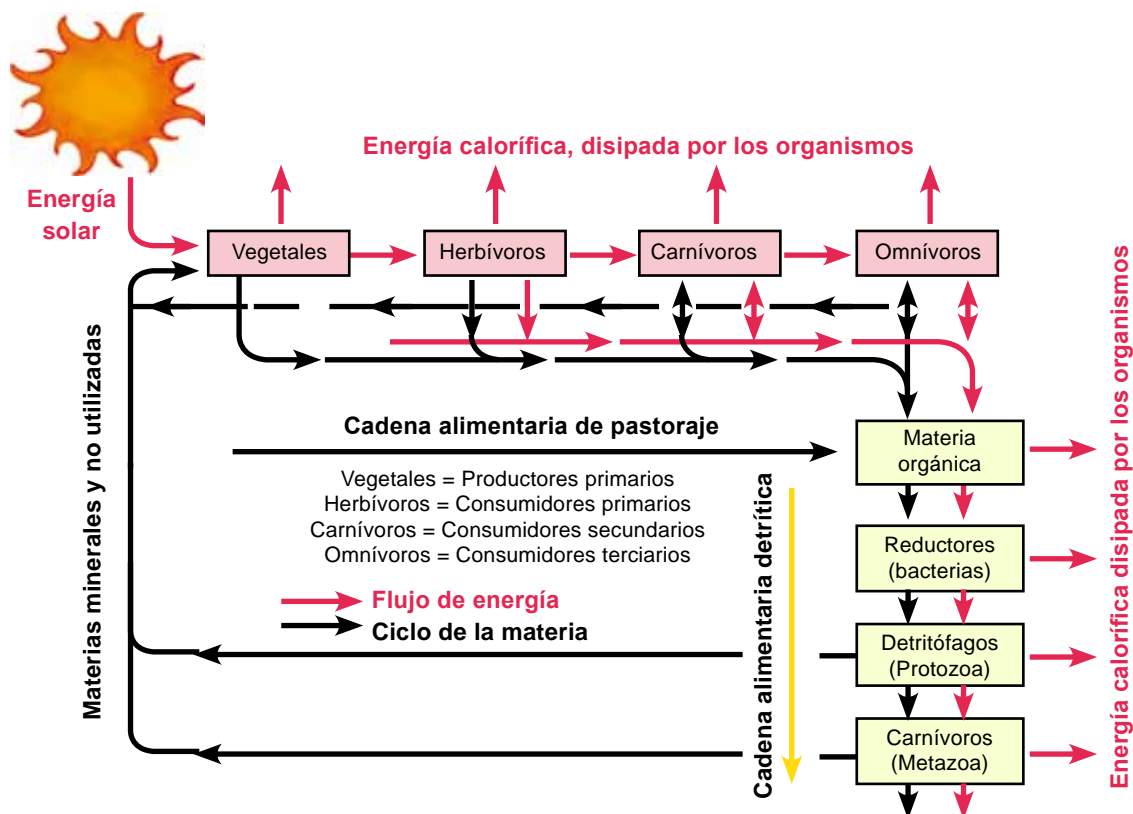 Energía calorífica, disipada por los organismos
Energía
solar
Vegetales
Herbívoros
Carnívoros
Omnívoros
Materias minerales y no utilizadas
Cadena alimentaria de pastoraje
Vegetales = Productores primarios
Herbívoros = Consumidores primarios
Carnívoros = Consumidores secundarios
Omnívoros = Consumidores terciarios
Flujo de energía
Ciclo de la materia
Cadena alimentaria detrítica
Materia
orgánica
Reductores
(bacterias)
Detritófagos
(Protozoa)
Carnívoros
(Metazoa)
Energía calorífica disipada por los organismos